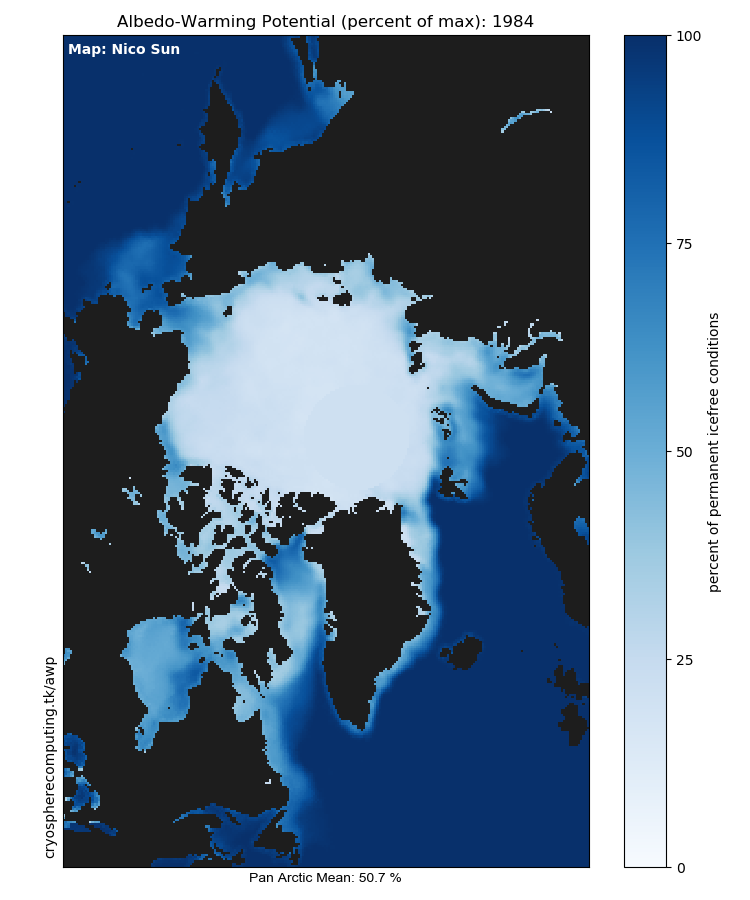 Albedo-Warming Potential (percent of max): 1984
Map: Nico Sun
100
75
50
25
0
percent of permanent icefree conditions
cryospherecomputing.tk/awp
Pan Arctic Mean: 50.7 %